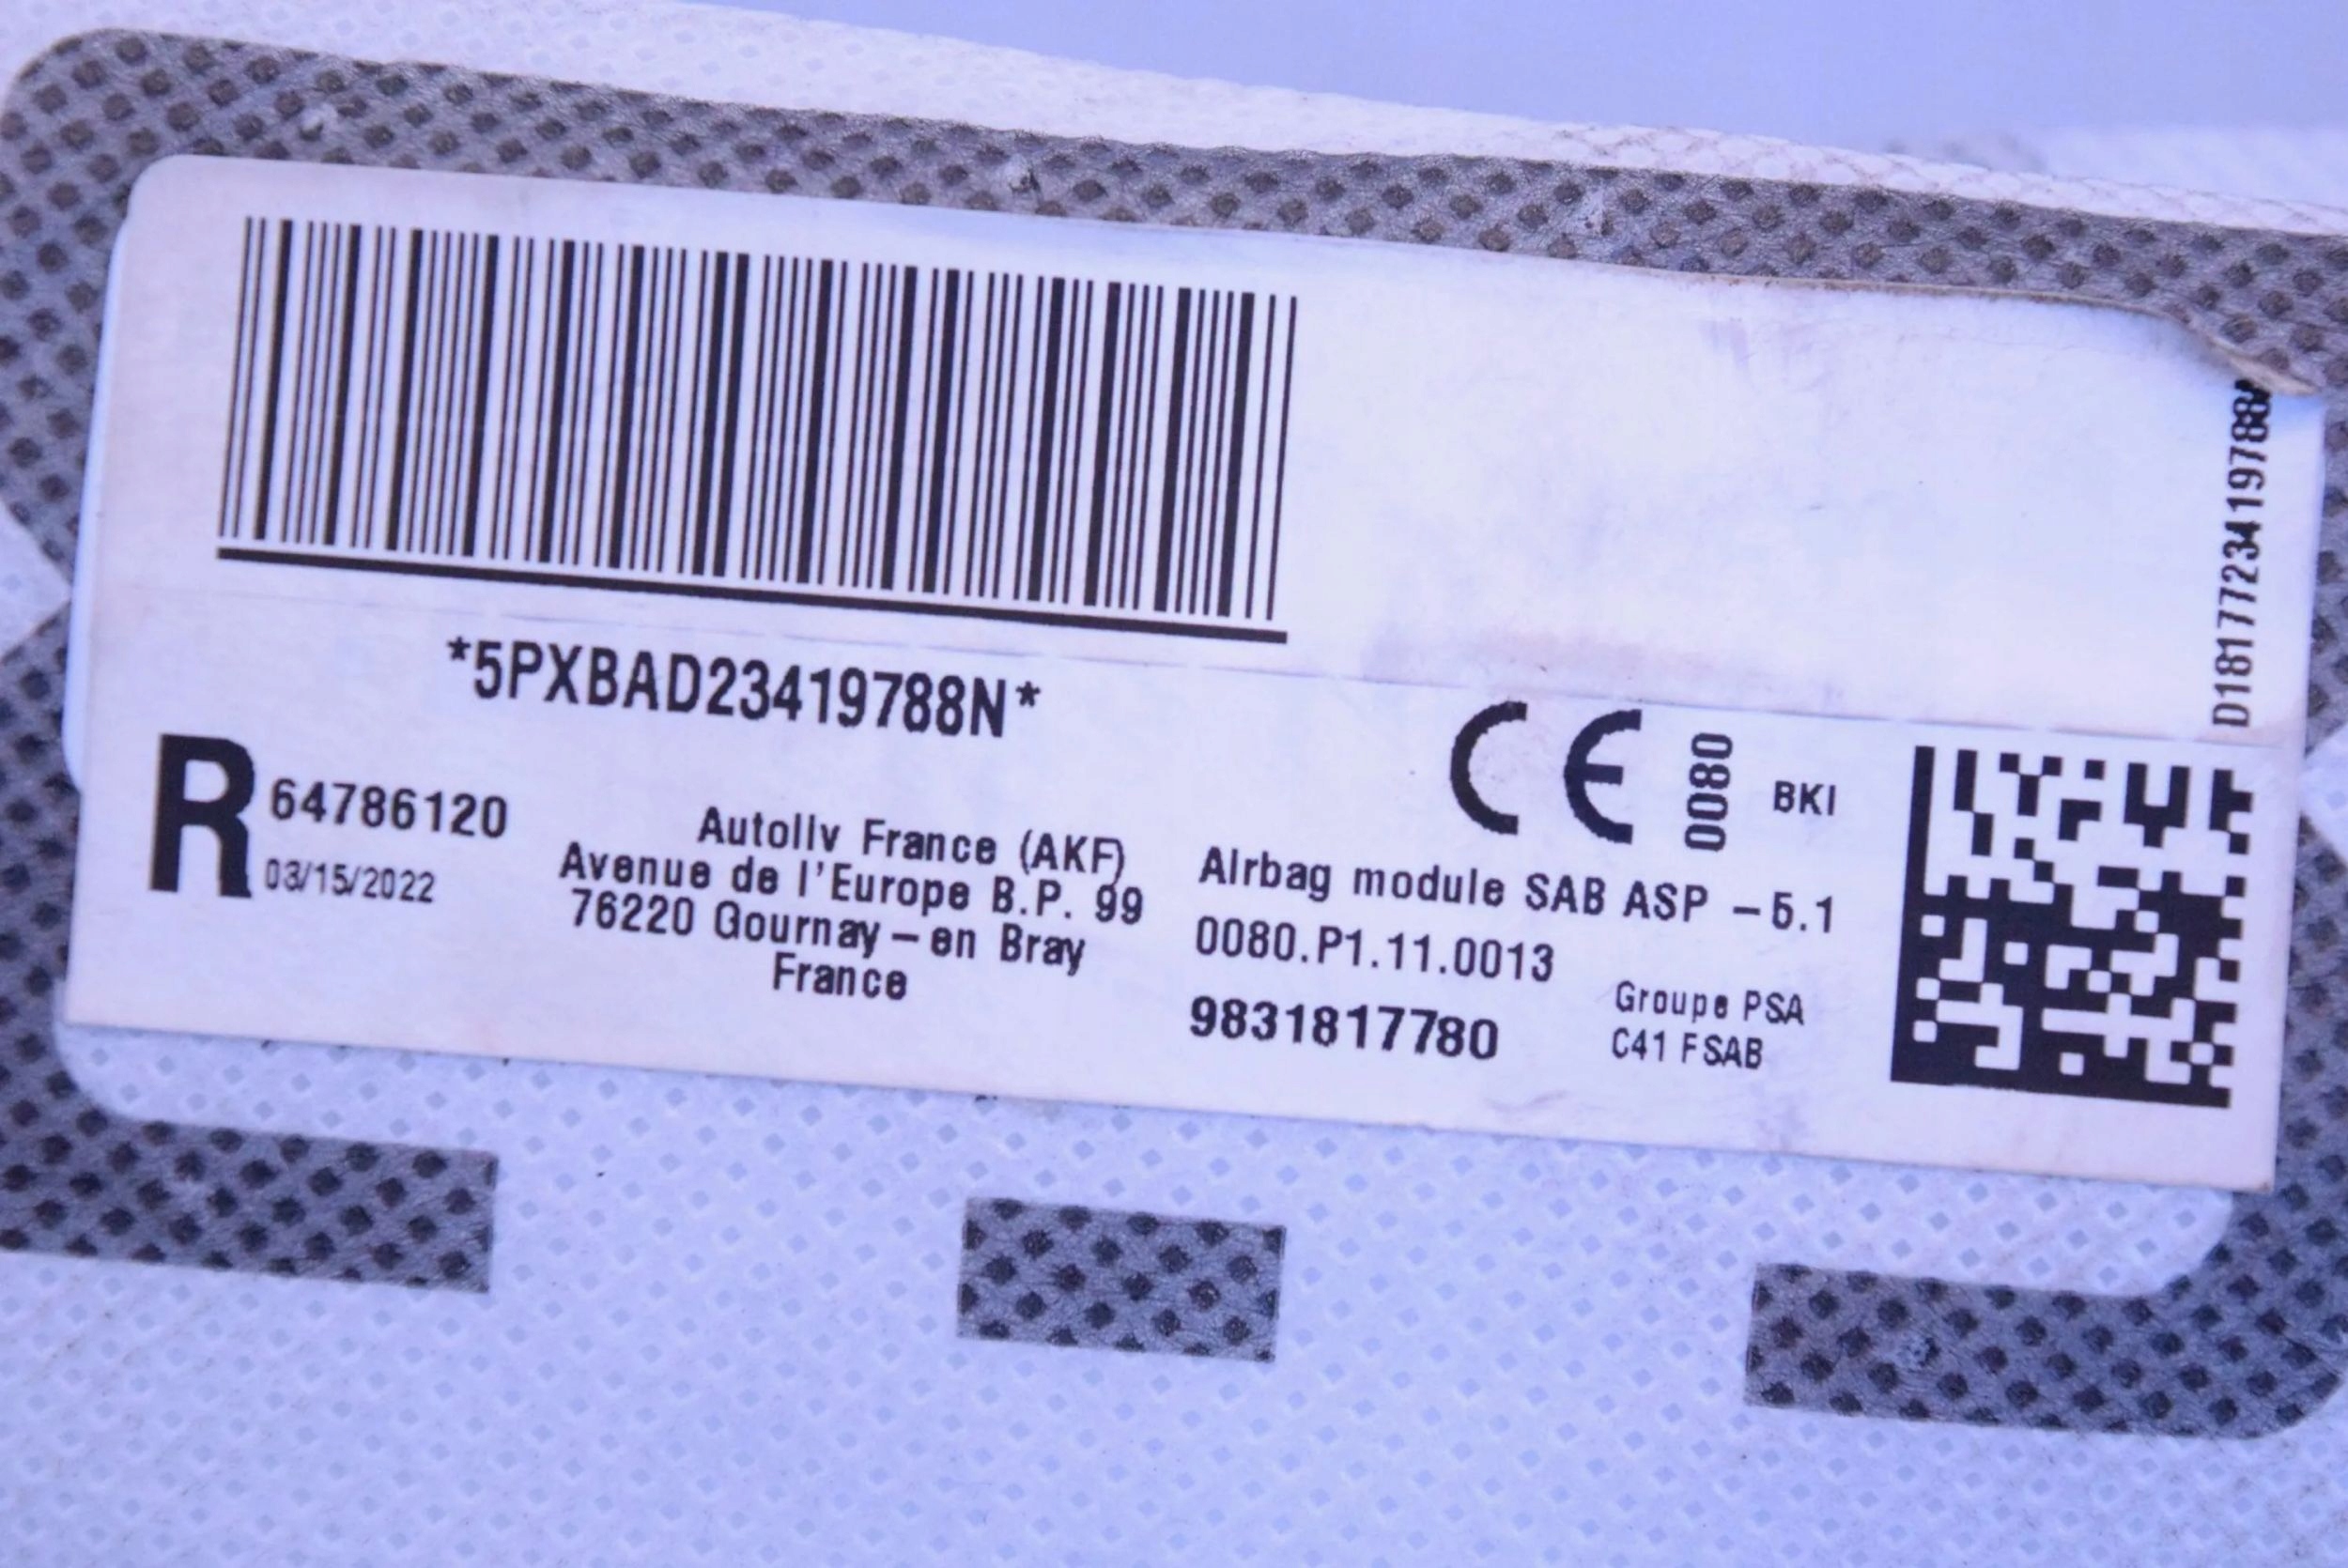 *5PXBAD23419788N*
R
64786120
03/15/2022
Autoliv France (AKF)
Avenue de l'Europe B.P. 99
76220 Gournay-en Bray
France
CE 0080 BKI
Airbag module SAB ASP -5.1
0080.P1.11.0013
9831817780
Groupe PSA
C41 FSAB